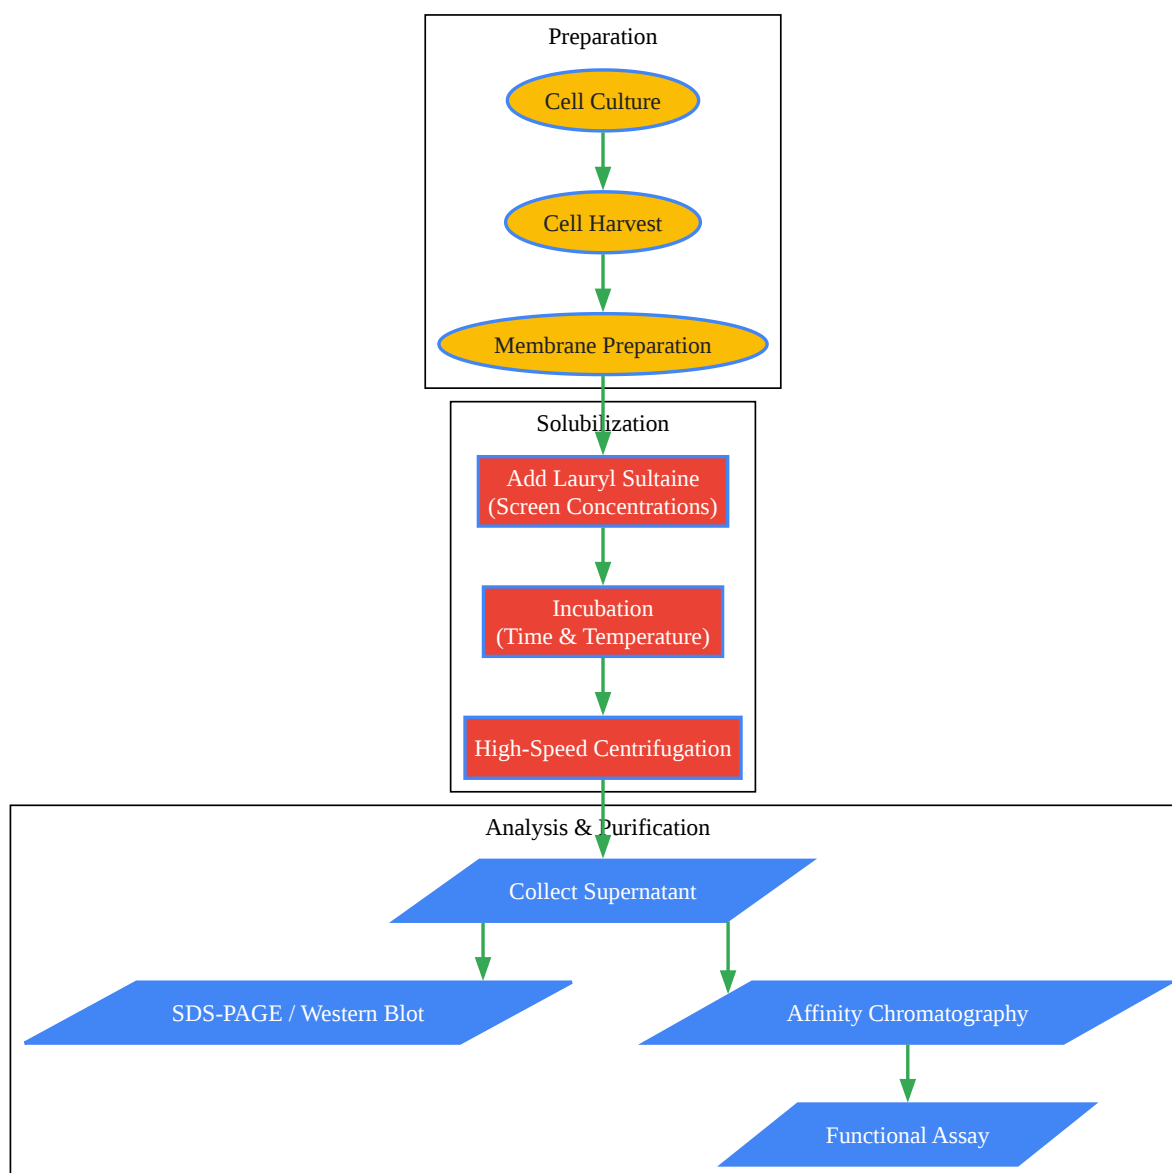 Preparation
Cell Culture
Cell Harvest
Membrane Preparation
Solubilization
Add Lauryl Sultaine
(Screen Concentrations)
Incubation
(Time & Temperature)
High-Speed Centrifugation
Analysis & Purification
Collect Supernatant
SDS-PAGE / Western Blot
Affinity Chromatography
Functional Assay